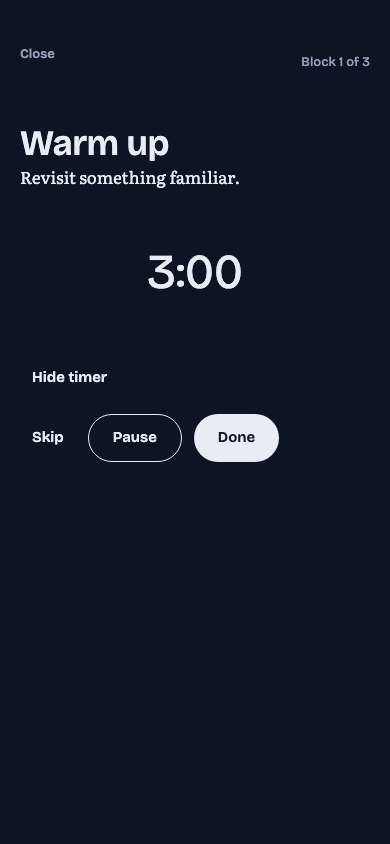 Close
Block 1 of 3
Warm up
Revisit something familiar.
3:00
Hide timer
Skip
Pause
Done